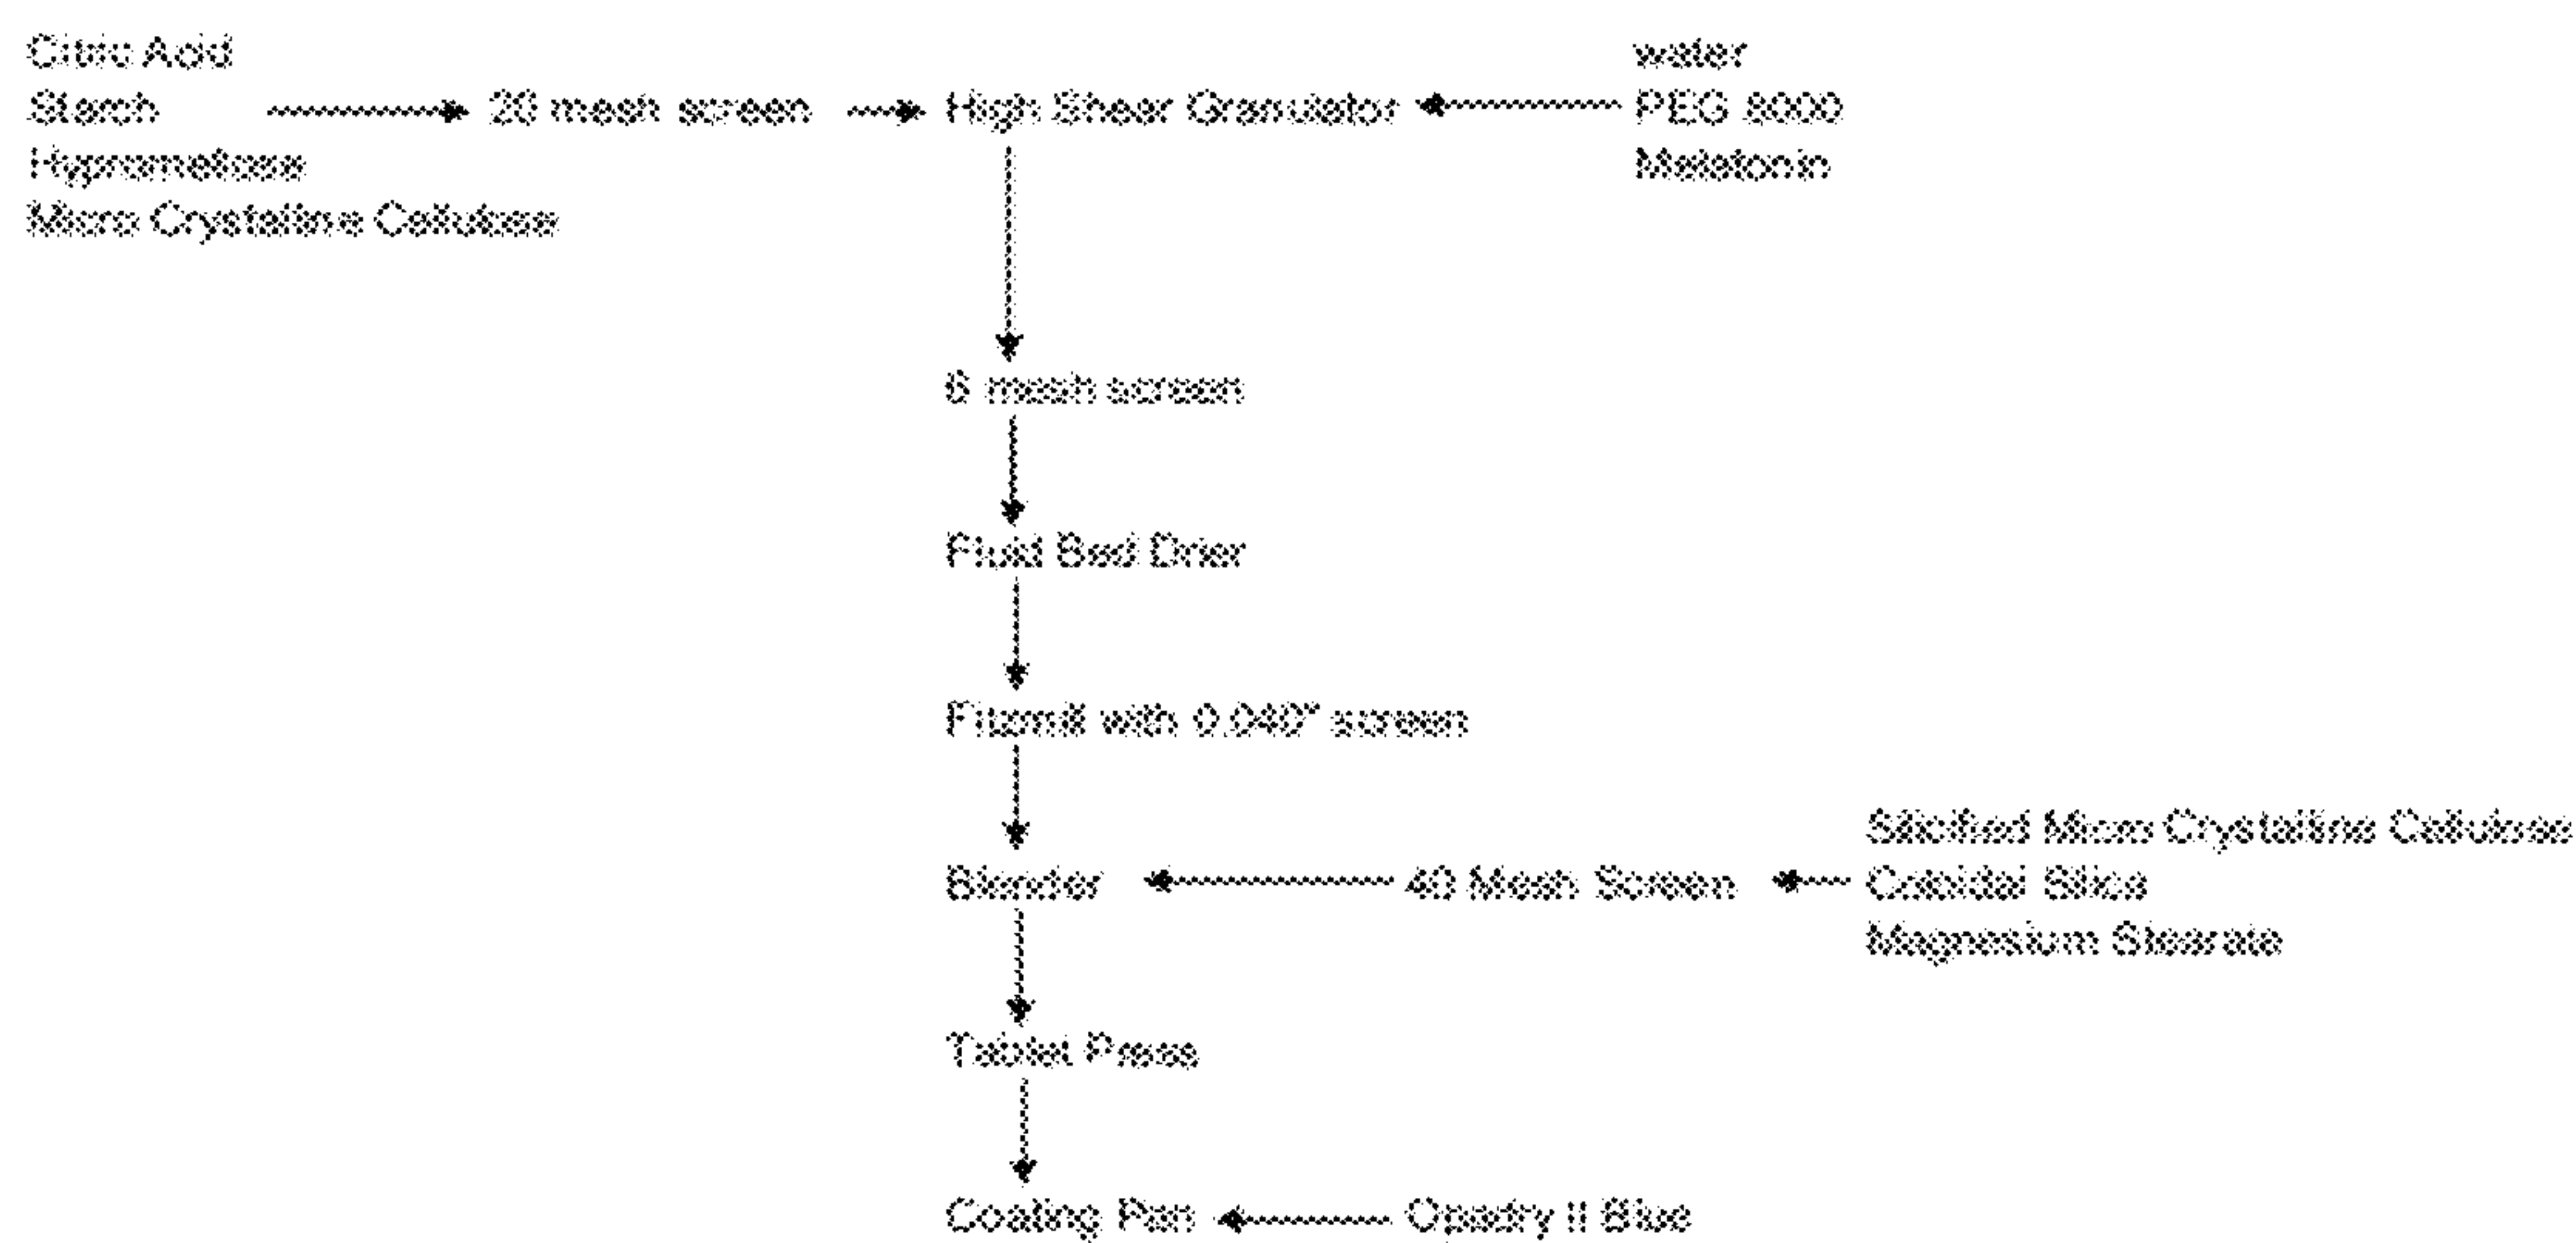 Citric Acid
Starch
Hypromellose
Micro Crystalline Cellulose
20 mesh screen
High Shear Granulator
water
PEG 8000
Melatonin
6 mesh screen
Fluid Bed Drier
Fitzmill with 0.040" screen
Blender
40 Mesh Screen
Silicified Micro Crystalline Cellulose
Colloidal Silica
Magnesium Stearate
Tablet Press
Coating Pan
Opadry II Blue